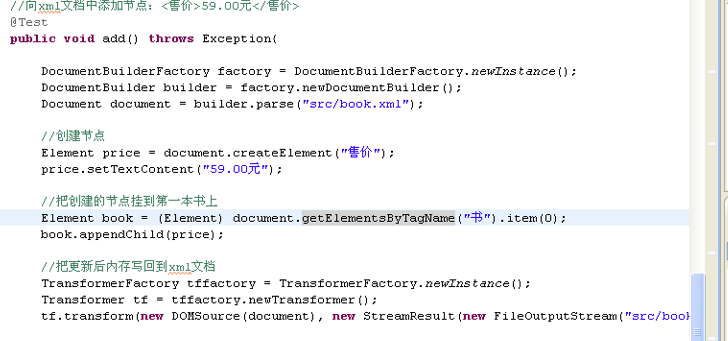 //向xml文档中添加节点：<售价>59.00元</售价>
@Test
public void add() throws Exception{
DocumentBuilderFactory factory = DocumentBuilderFactory.newInstance();
DocumentBuilder builder = factory.newDocumentBuilder();
Document document = builder.parse("src/book.xml");
//创建节点
Element price = document.createElement("售价");
price.setTextContent("59.00元");
//把创建的节点挂到第一本书上
Element book = (Element) document.getElementsByTagName("书").item(0);
book.appendChild(price);
//把更新后内存写回到xml文档
TransformerFactory tffactory = TransformerFactory.newInstance();
Transformer tf = tffactory.newTransformer();
tf.transform(new DOMSource(document), new StreamResult(new FileOutputStream("src/book